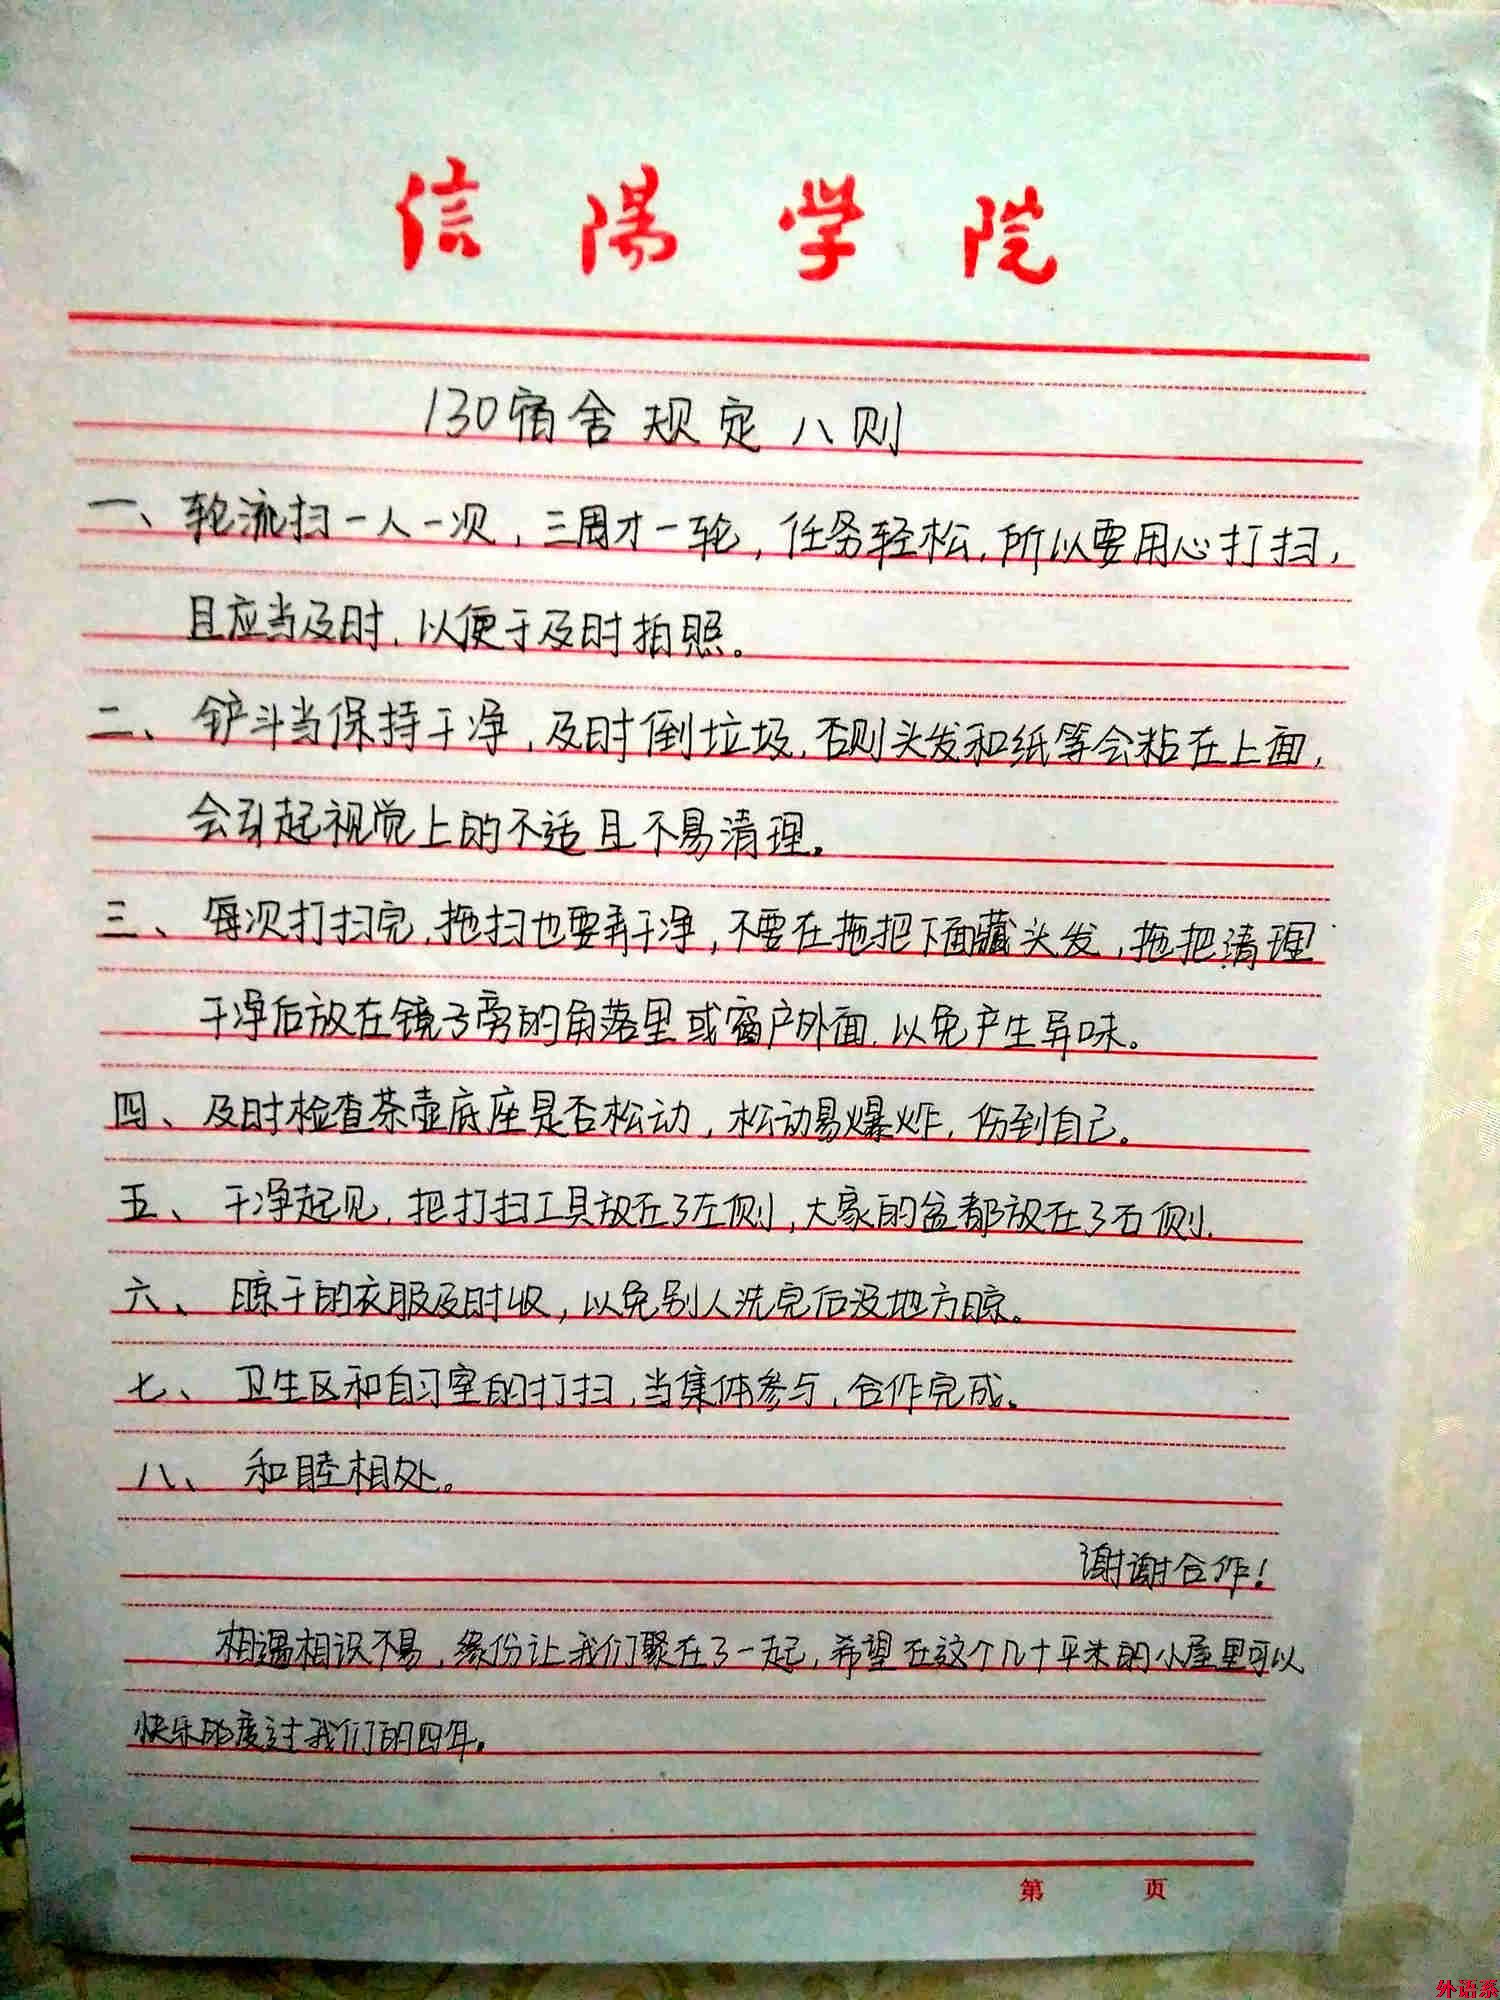 信陽学院
130宿舍规定八则
一、轮流扫一人一次，三周才一轮，任务轻松，所以要用心打扫，
且应当及时，以便于及时拍照。
二、铲斗当保持干净，及时倒垃圾，否则头发和纸等会粘在上面，
会引起视觉上的不适且不易清理。
三、每次打扫完，拖扫也要弄干净，不要在拖把下面藏头发，拖把清理
干净后放在镜子旁的角落里或窗户外面，以免产生异味。
四、及时检查茶壶底座是否松动，松动易爆炸，伤到自己。
五、干净起见，把打扫工具放在了左侧，大家的盆都放在了右侧.
六、晾干的衣服及时收，以免别人洗完后没地方晾。
七、卫生区和自习室的打扫，当集体参与，合作完成。
八、和睦相处。
谢谢合作！
相遇相识不易，缘份让我们聚在了一起，希望在这个几十平米的小屋里可以
快乐的度过我们的四年。
第 页
外语系